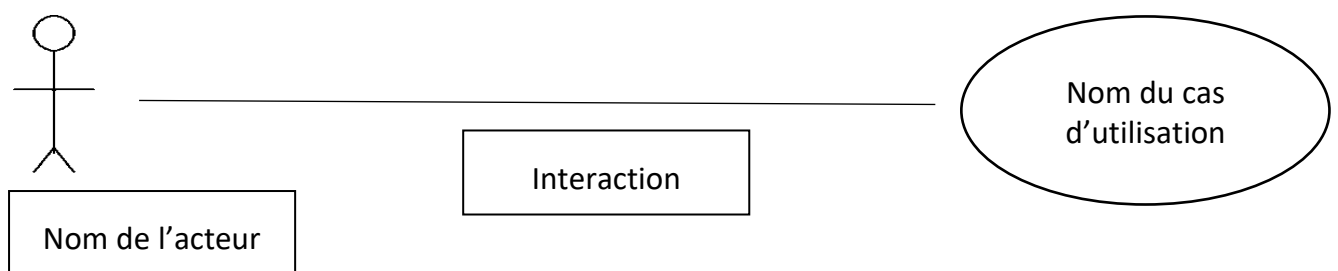 Nom du cas
d’utilisation
Interaction
Nom de l’acteur